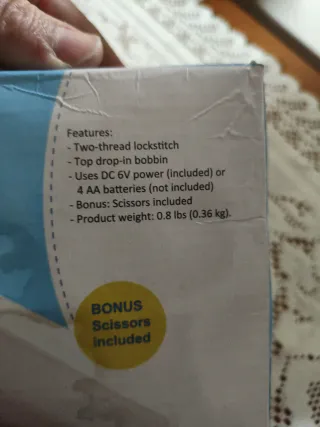 Features:
- Two-thread lockstitch
- Top drop-in bobbin
- Uses DC 6V power (included) or
4 AA batteries (not included)
- Bonus: Scissors included
- Product weight: 0.8 lbs (0.36 kg).
BONUS
Scissors
included